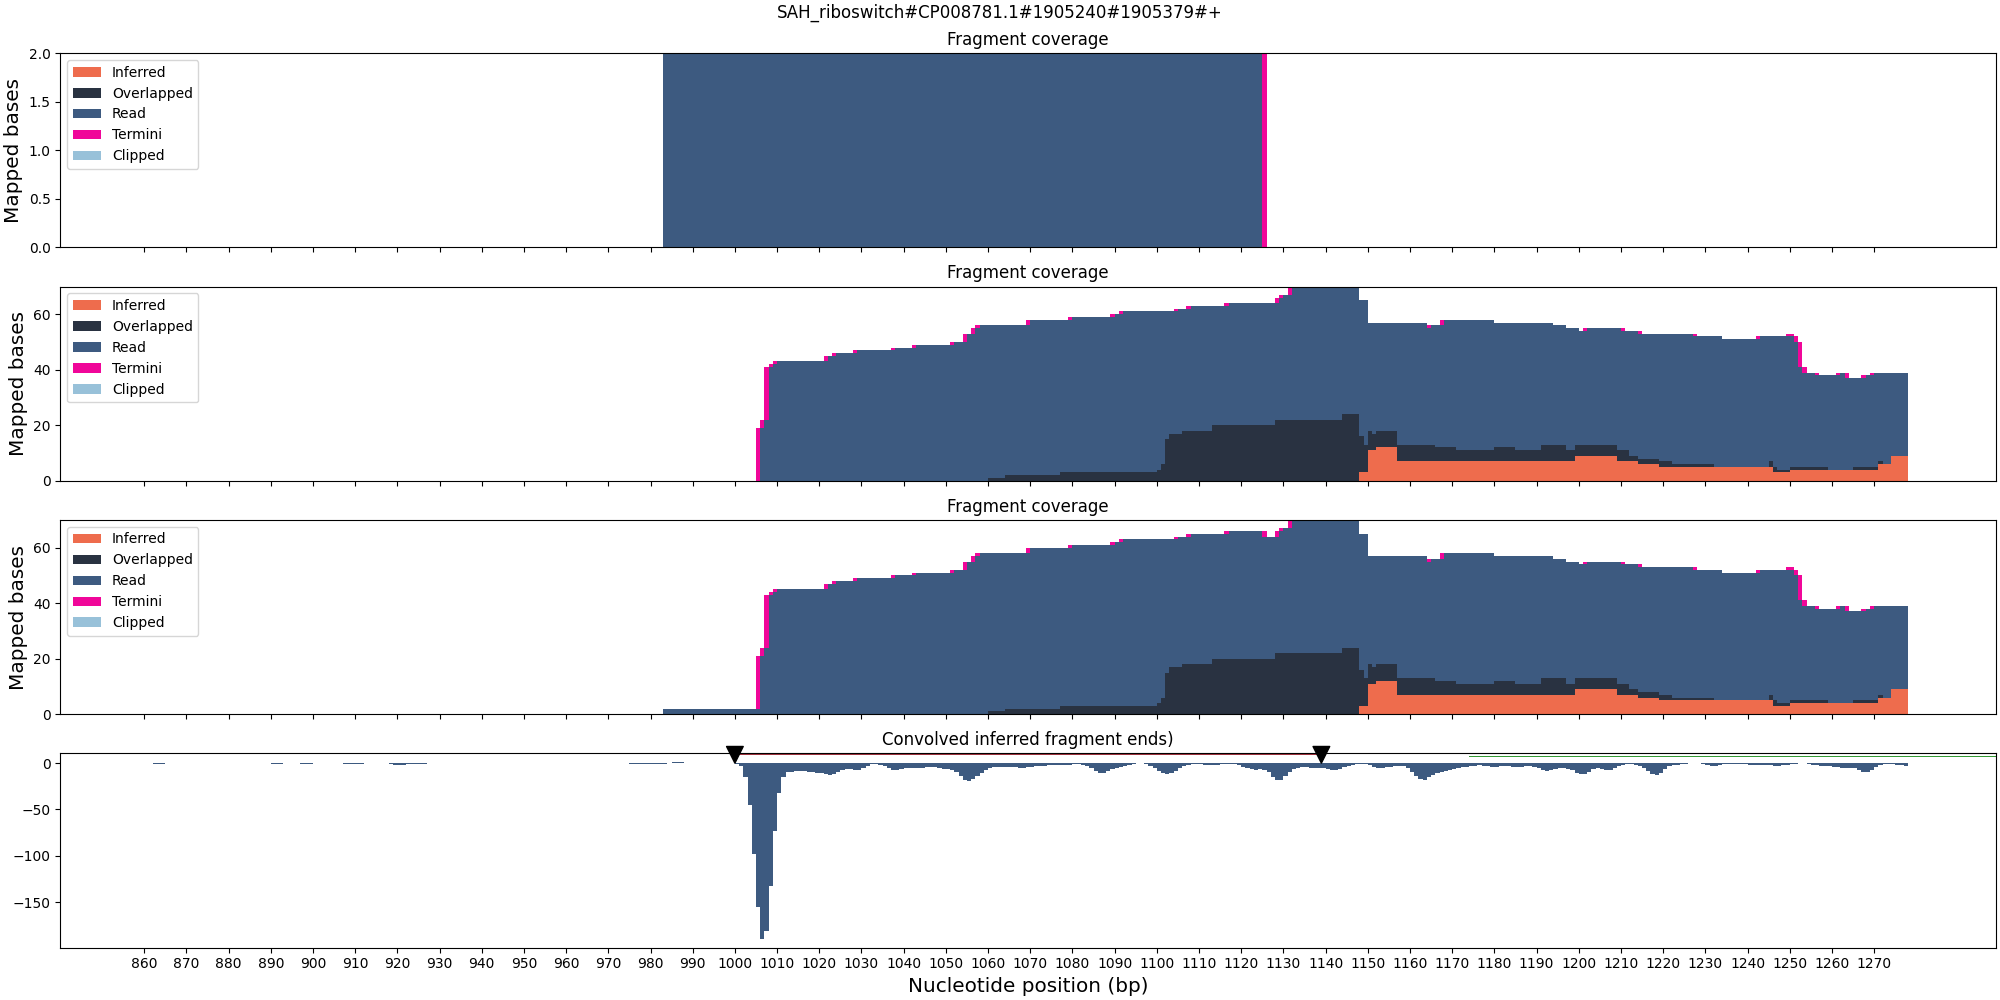 SAH_riboswitch#CP008781.1#1905240#1905379#+
Fragment coverage
Mapped bases
2.0
1.5
1.0
0.5
0.0
Inferred
Overlapped
Read
Termini
Clipped
Fragment coverage
Mapped bases
60
40
20
0
Inferred
Overlapped
Read
Termini
Clipped
Fragment coverage
Mapped bases
60
40
20
0
Inferred
Overlapped
Read
Termini
Clipped
Convolved inferred fragment ends)
0
−50
−100
−150
860 870 880 890 900 910 920 930 940 950 960 970 980 990 1000 1010 1020 1030 1040 1050 1060 1070 1080 1090 1100 1110 1120 1130 1140 1150 1160 1170 1180 1190 1200 1210 1220 1230 1240 1250 1260 1270
Nucleotide position (bp)